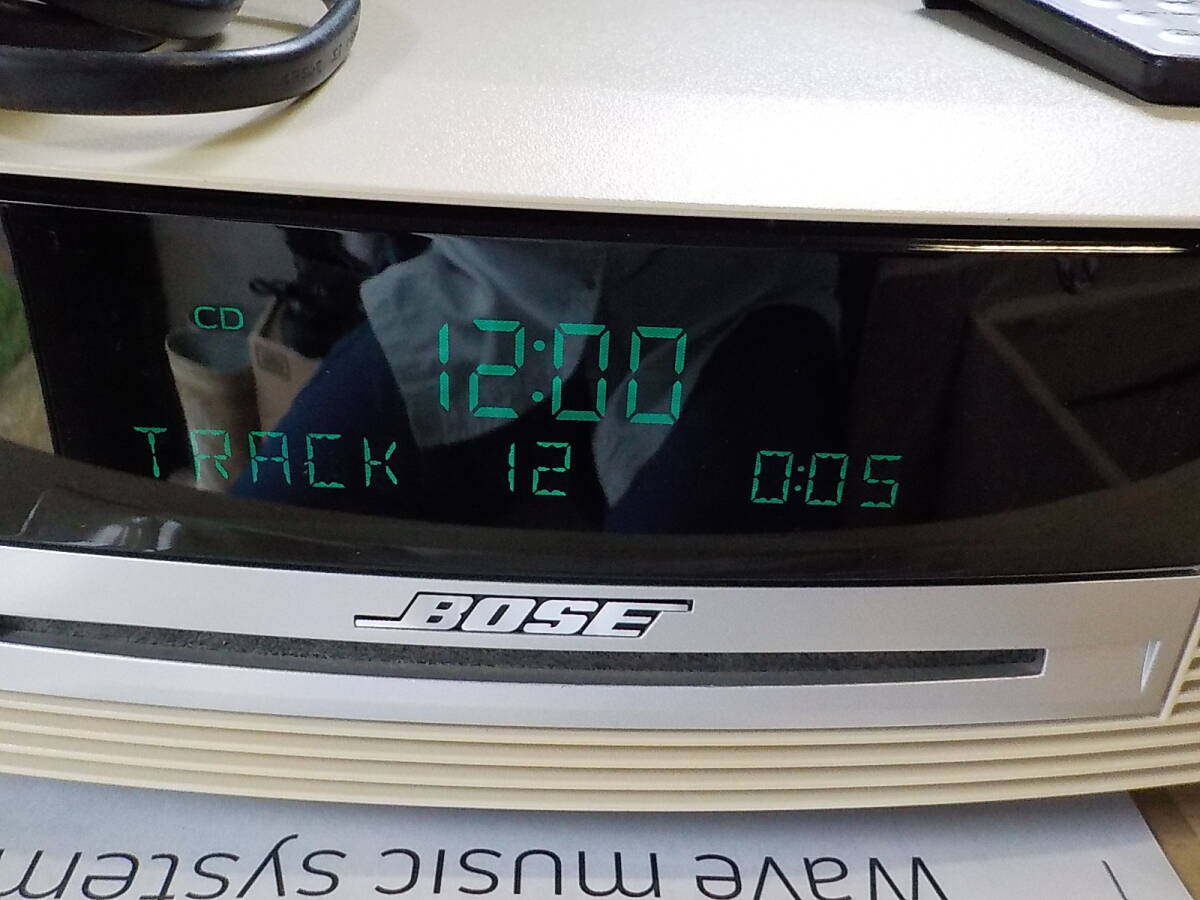 CD
12:00
TRACK 12 0:05
BOSE
Wave music system